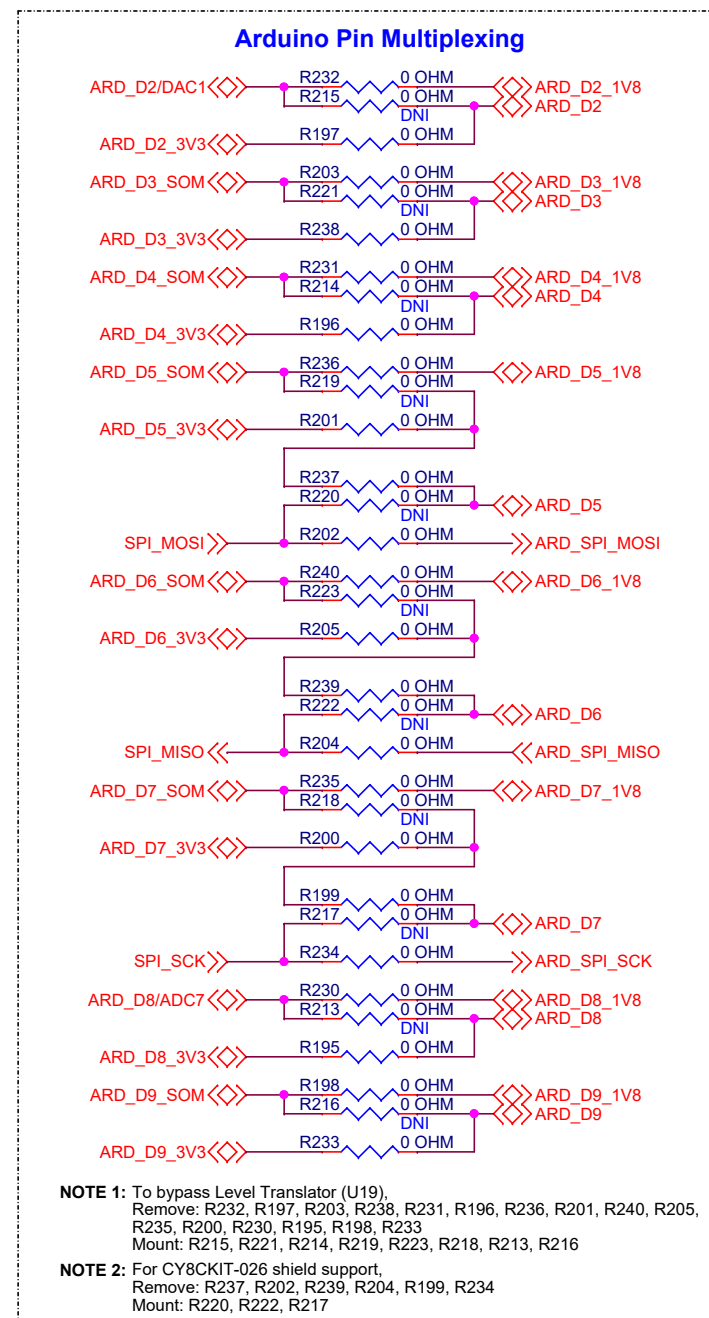 Arduino Pin Multiplexing
ARD_D2/DAC1 R232 0 OHM ARD_D2_1V8
R215 0 OHM ARD_D2
DNI
ARD_D2_3V3 R197 0 OHM
ARD_D3_SOM R203 0 OHM ARD_D3_1V8
R221 0 OHM ARD_D3
DNI
ARD_D3_3V3 R238 0 OHM
ARD_D4_SOM R231 0 OHM ARD_D4_1V8
R214 0 OHM ARD_D4
DNI
ARD_D4_3V3 R196 0 OHM
ARD_D5_SOM R236 0 OHM ARD_D5_1V8
R219 0 OHM
DNI
ARD_D5_3V3 R201 0 OHM
R237 0 OHM
R220 0 OHM ARD_D5
DNI
SPI_MOSI R202 0 OHM ARD_SPI_MOSI
ARD_D6_SOM R240 0 OHM ARD_D6_1V8
R223 0 OHM
DNI
ARD_D6_3V3 R205 0 OHM
R239 0 OHM
R222 0 OHM ARD_D6
DNI
SPI_MISO R204 0 OHM ARD_SPI_MISO
ARD_D7_SOM R235 0 OHM ARD_D7_1V8
R218 0 OHM
DNI
ARD_D7_3V3 R200 0 OHM
R199 0 OHM
R217 0 OHM ARD_D7
DNI
SPI_SCK R234 0 OHM ARD_SPI_SCK
ARD_D8/ADC7 R230 0 OHM ARD_D8_1V8
R213 0 OHM ARD_D8
DNI
ARD_D8_3V3 R195 0 OHM
ARD_D9_SOM R198 0 OHM ARD_D9_1V8
R216 0 OHM ARD_D9
DNI
ARD_D9_3V3 R233 0 OHM
NOTE 1: To bypass Level Translator (U19),
Remove: R232, R197, R203, R238, R231, R196, R236, R201, R240, R205,
R235, R200, R230, R195, R198, R233
Mount: R215, R221, R214, R219, R223, R218, R213, R216
NOTE 2: For CY8CKIT-026 shield support,
Remove: R237, R202, R239, R204, R199, R234
Mount: R220, R222, R217